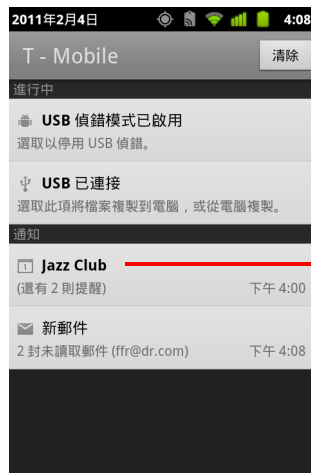 2011年2月4日 4:08
T - Mobile 清除
進行中
USB 偵錯模式已啟用
選取以停用 USB 偵錯。
USB 已連接
選取此項將檔案複製到電腦，或從電腦複製。
通知
1 Jazz Club
(還有 2 則提醒) 下午 4:00
新郵件
2 封未讀取郵件 (ffr@dr.com) 下午 4:08